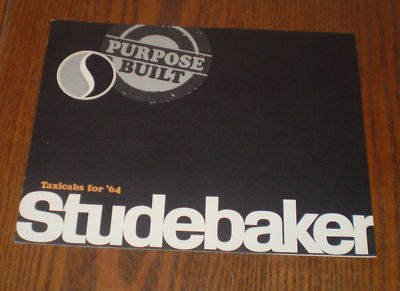 PURPOSE
BUILT
Taxicabs for '64
Studebaker